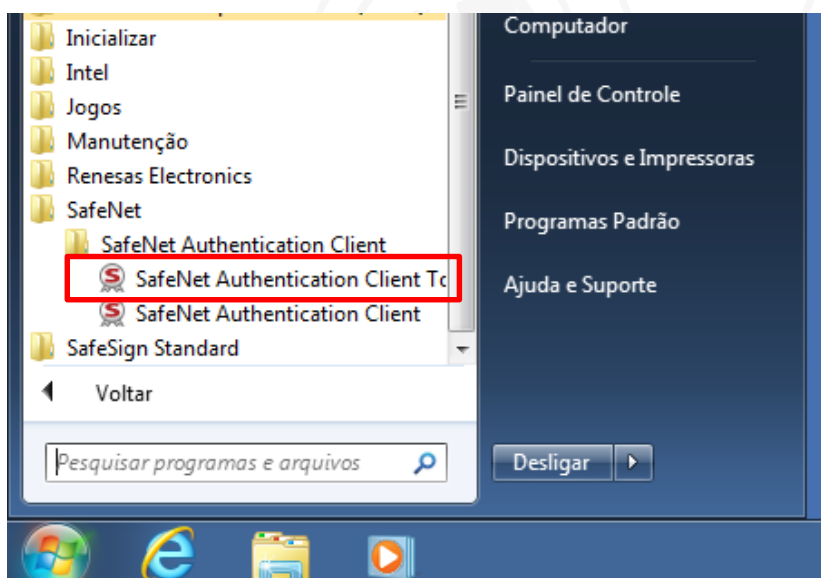 Inicializar
Intel
Jogos
Manutenção
Renesas Electronics
SafeNet
SafeNet Authentication Client
SafeNet Authentication Client To
SafeNet Authentication Client
SafeSign Standard
Voltar
Pesquisar programas e arquivos
Computador
Painel de Controle
Dispositivos e Impressoras
Programas Padrão
Ajuda e Suporte
Desligar